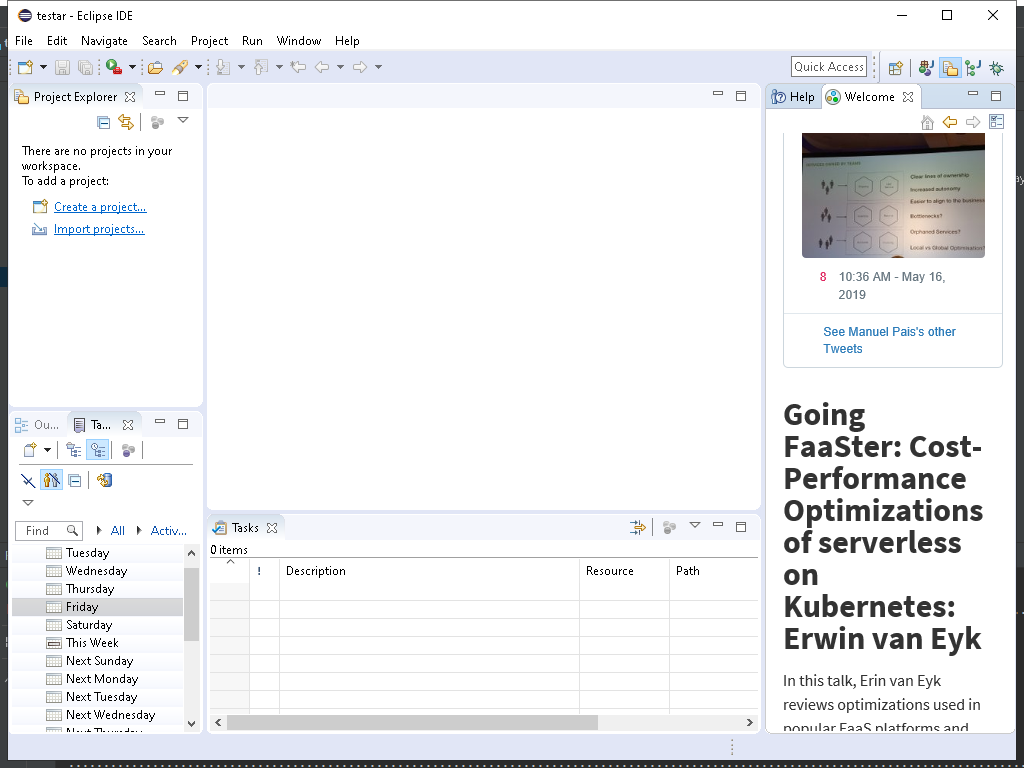 testar - Eclipse IDE
File Edit Navigate Search Project Run Window Help
Quick Access
Project Explorer
There are no projects in your
workspace.
To add a project:
Create a project...
Import projects...
Ou...
Ta...
Find
All
Activ...
Tuesday
Wednesday
Thursday
Friday
Saturday
This Week
Next Sunday
Next Monday
Next Tuesday
Next Wednesday
Next Thursday
Tasks
0 items
! Description Resource Path
Help
Welcome
Clear lines of ownership
Increased autonomy
Easier to align to the business
Bottlenecks?
Orphaned Services?
Local vs Global Optimisation?
8 10:36 AM - May 16,
2019
See Manuel Pais's other
Tweets
Going
FaaSter: Cost-
Performance
Optimizations
of serverless
on
Kubernetes:
Erwin van Eyk
In this talk, Erin van Eyk
reviews optimizations used in
popular FaaS platforms and